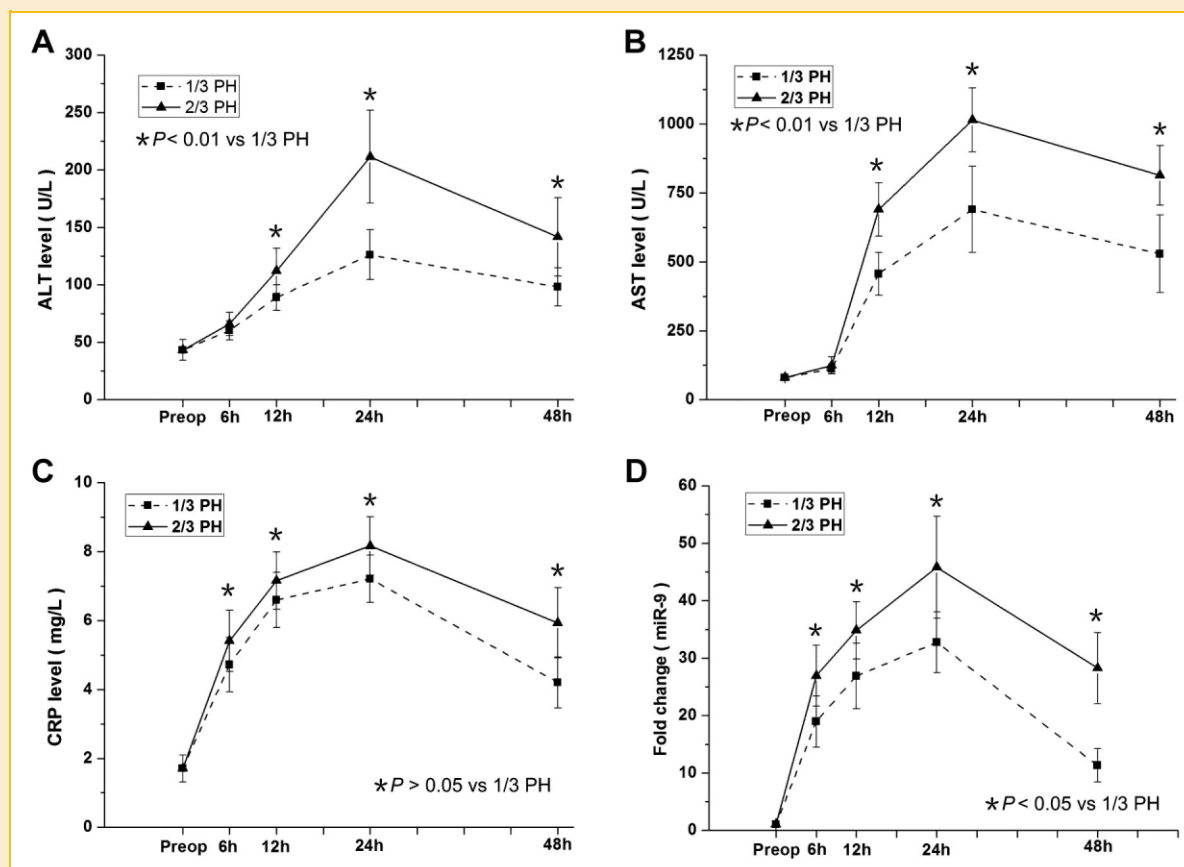 A
300
250
200
150
100
50
0
ALT level ( U/L )
1/3 PH
2/3 PH
*P< 0.01 vs 1/3 PH
*
*
*
Preop 6h 12h 24h 48h
B
1250
1000
750
500
250
0
AST level ( U/L )
1/3 PH
2/3 PH
*P< 0.01 vs 1/3 PH
*
*
*
Preop 6h 12h 24h 48h
C
10
8
6
4
2
0
CRP level ( mg/L )
1/3 PH
2/3 PH
*
*
*
*
*P > 0.05 vs 1/3 PH
Preop 6h 12h 24h 48h
D
60
50
40
30
20
10
0
Fold change ( miR-9 )
1/3 PH
2/3 PH
*
*
*
*
*P< 0.05 vs 1/3 PH
Preop 6h 12h 24h 48h